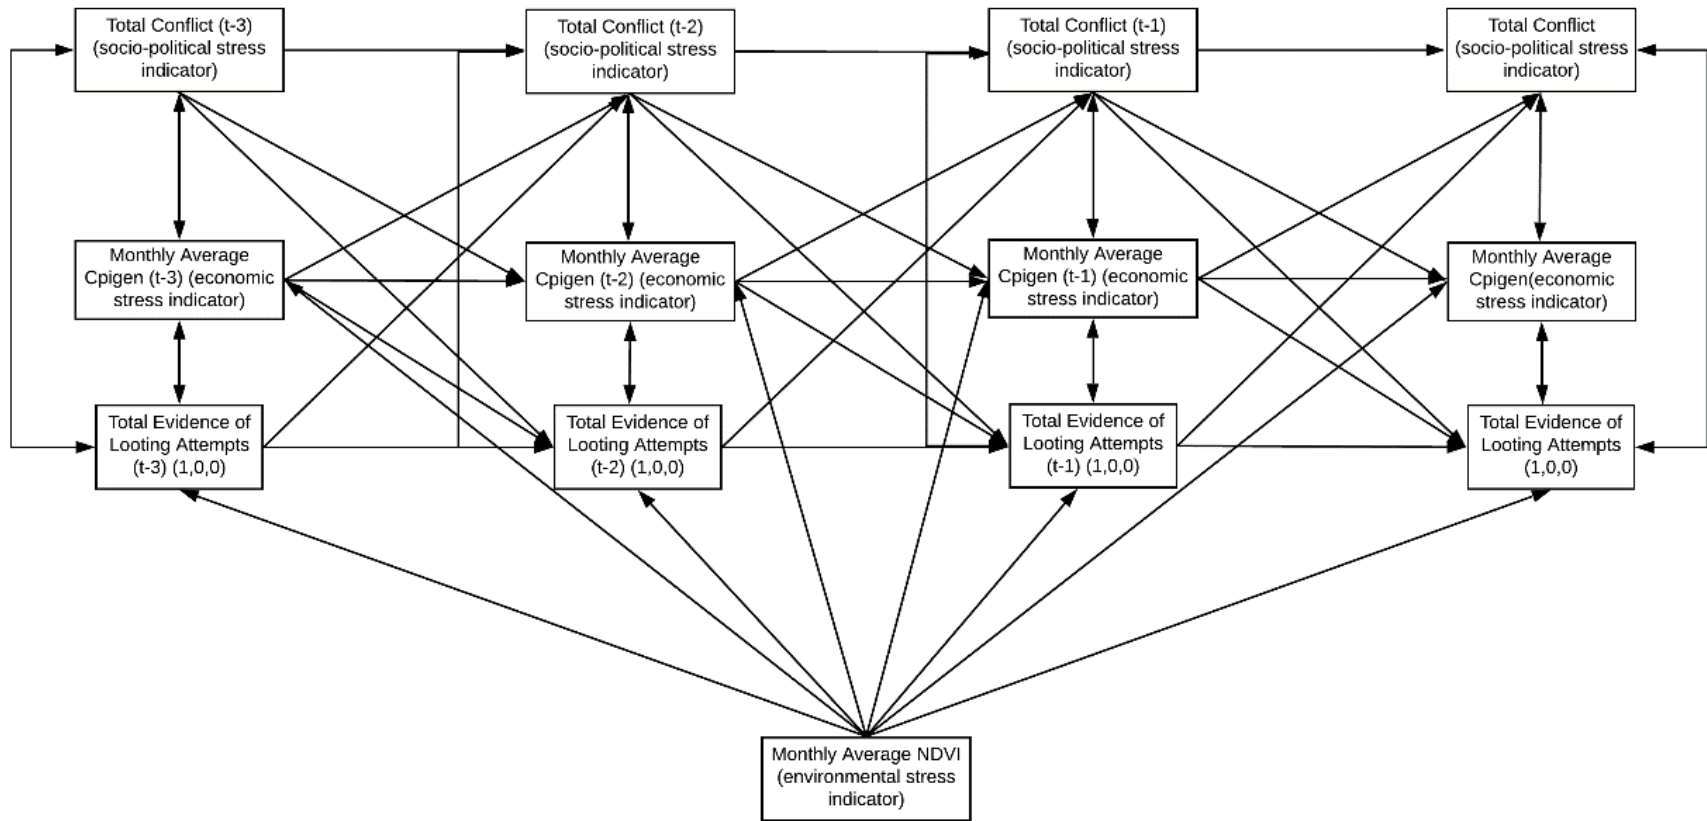 Total Conflict (t-3)
(socio-political stress
indicator)
Total Conflict (t-2)
(socio-political stress
indicator)
Total Conflict (t-1)
(socio-political stress
indicator)
Total Conflict
(socio-political stress
indicator)
Monthly Average
Cpigen (t-3) (economic
stress indicator)
Monthly Average
Cpigen (t-2) (economic
stress indicator)
Monthly Average
Cpigen (t-1) (economic
stress indicator)
Monthly Average
Cpigen(economic
stress indicator)
Total Evidence of
Looting Attempts
(t-3) (1,0,0)
Total Evidence of
Looting Attempts
(t-2) (1,0,0)
Total Evidence of
Looting Attempts
(t-1) (1,0,0)
Total Evidence of
Looting Attempts
(1,0,0)
Monthly Average NDVI
(environmental stress
indicator)